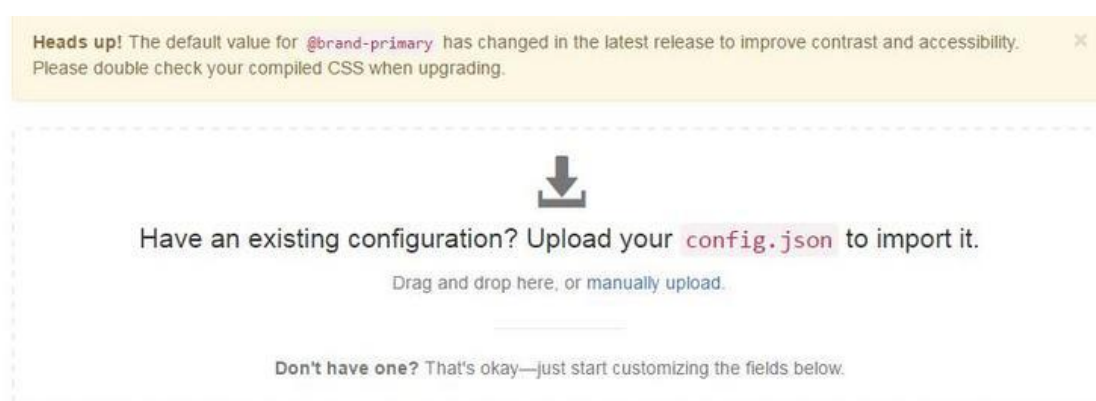 Heads up! The default value for @brand-primary has changed in the latest release to improve contrast and accessibility.
Please double check your compiled CSS when upgrading.
×
Have an existing configuration? Upload your config.json to import it.
Drag and drop here, or manually upload.
Don't have one? That's okay—just start customizing the fields below.